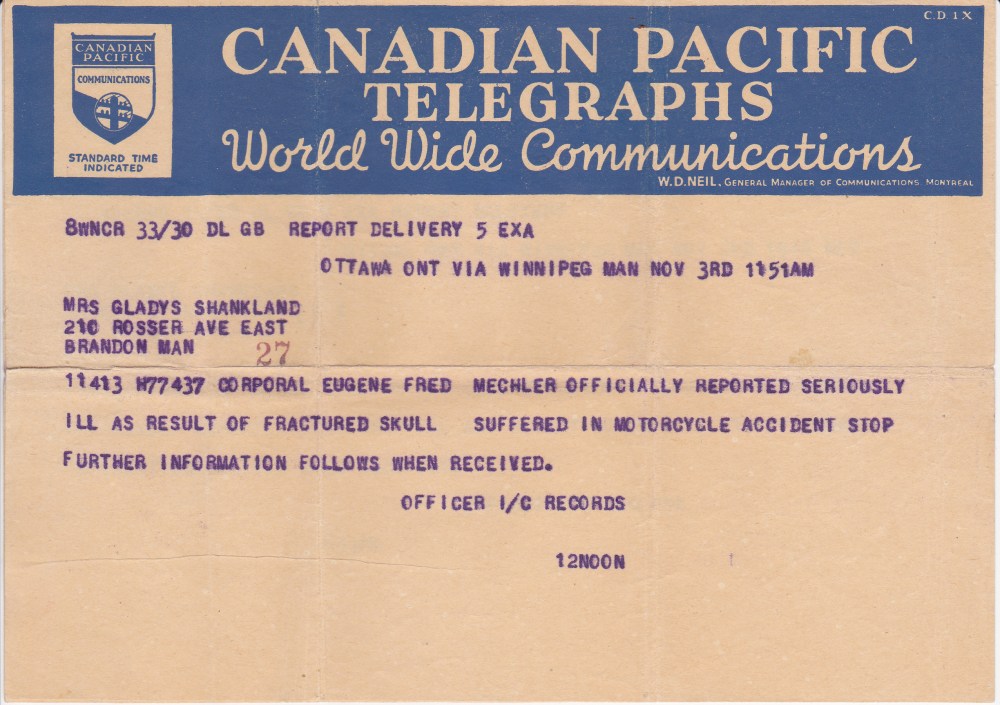 C.D 1X
CANADIAN PACIFIC
TELEGRAPHS
World Wide Communications
W.D. NEIL, GENERAL MANAGER OF COMMUNICATIONS. MONTREAL
CANADIAN
PACIFIC
COMMUNICATIONS
STANDARD TIME
INDICATED
8WNCR 33/30 DL GB REPORT DELIVERY 5 EXA
OTTAWA ONT VIA WINNIPEG MAN NOV 3RD 1151AM
MRS GLADYS SHANKLAND
210 ROSSER AVE EAST
BRANDON MAN 27
11413 H77437 CORPORAL EUGENE FRED MECHLER OFFICIALLY REPORTED SERIOUSLY
ILL AS RESULT OF FRACTURED SKULL SUFFERED IN MOTORCYCLE ACCIDENT STOP
FURTHER INFORMATION FOLLOWS WHEN RECEIVED.
OFFICER I/C RECORDS
12NOON